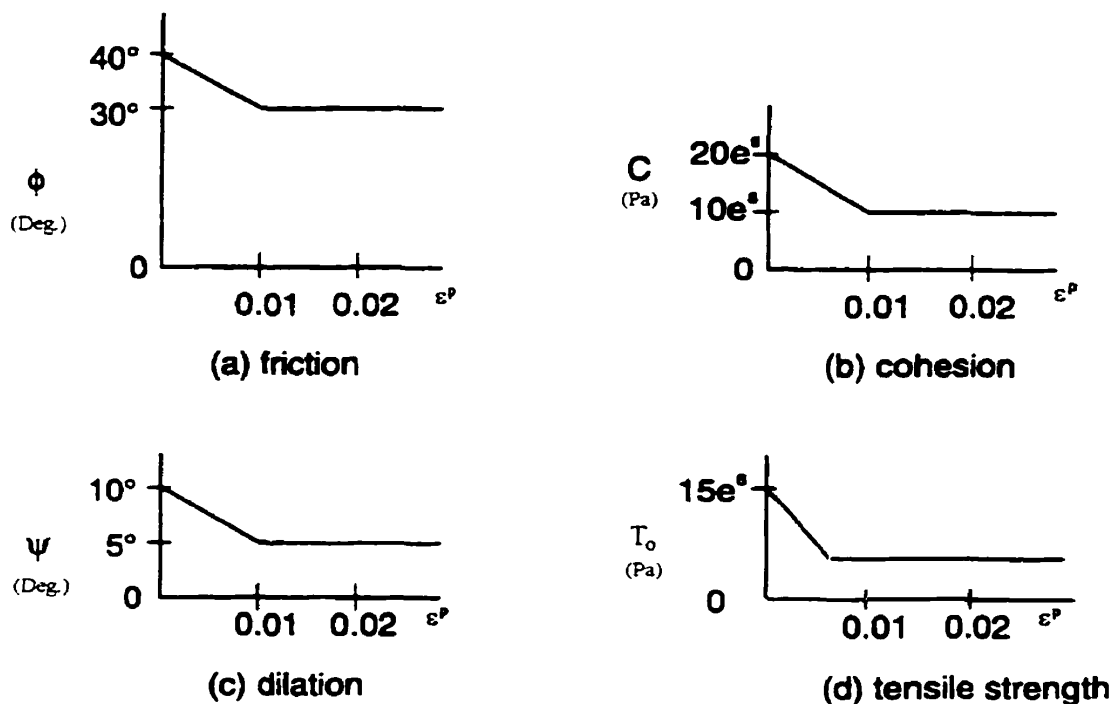 40°
30°
ϕ
(Deg.)
0
0.01 0.02 εᵖ
(a) friction
20e⁶
C
(Pa)
10e⁶
0
0.01 0.02 εᵖ
(b) cohesion
10°
ψ
5°
(Deg.)
0
0.01 0.02 εᵖ
(c) dilation
15e⁶
T₀
(Pa)
0
0.01 0.02 εᵖ
(d) tensile strength